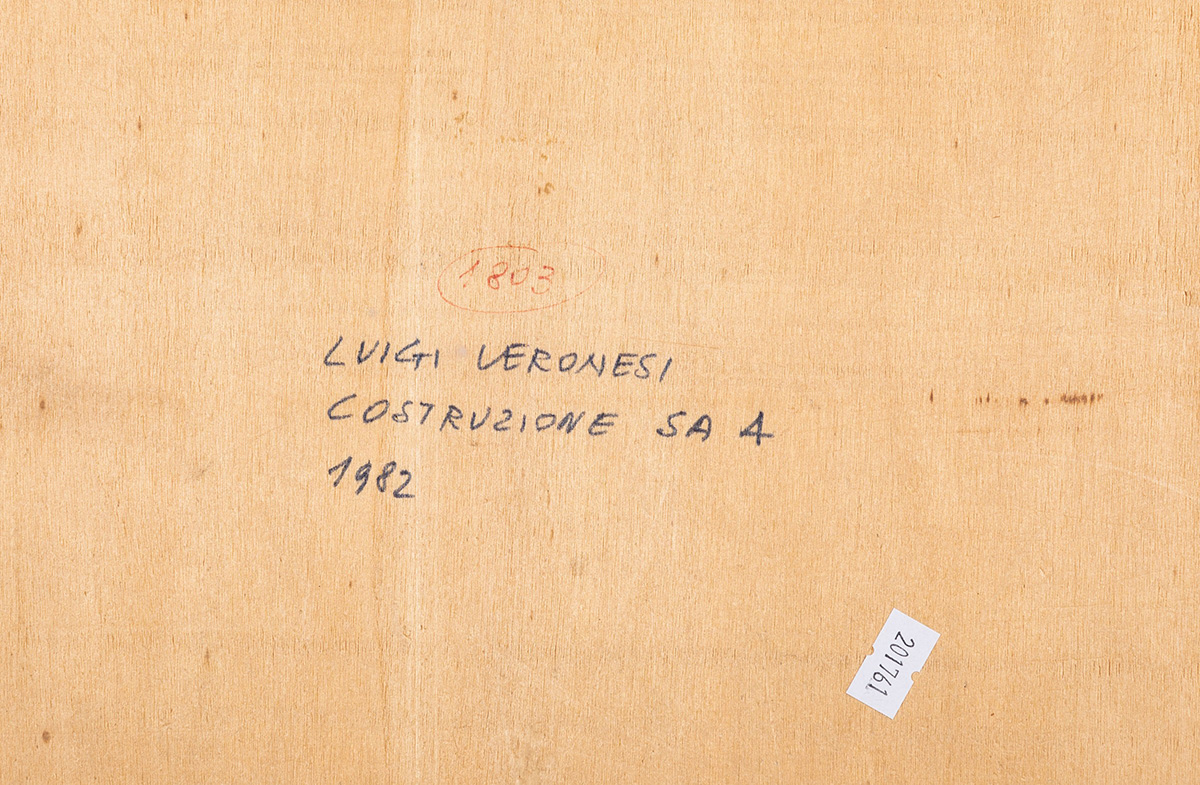 1803
LUIGI VERONESI
COSTRUZIONE SA 4
1982
201761